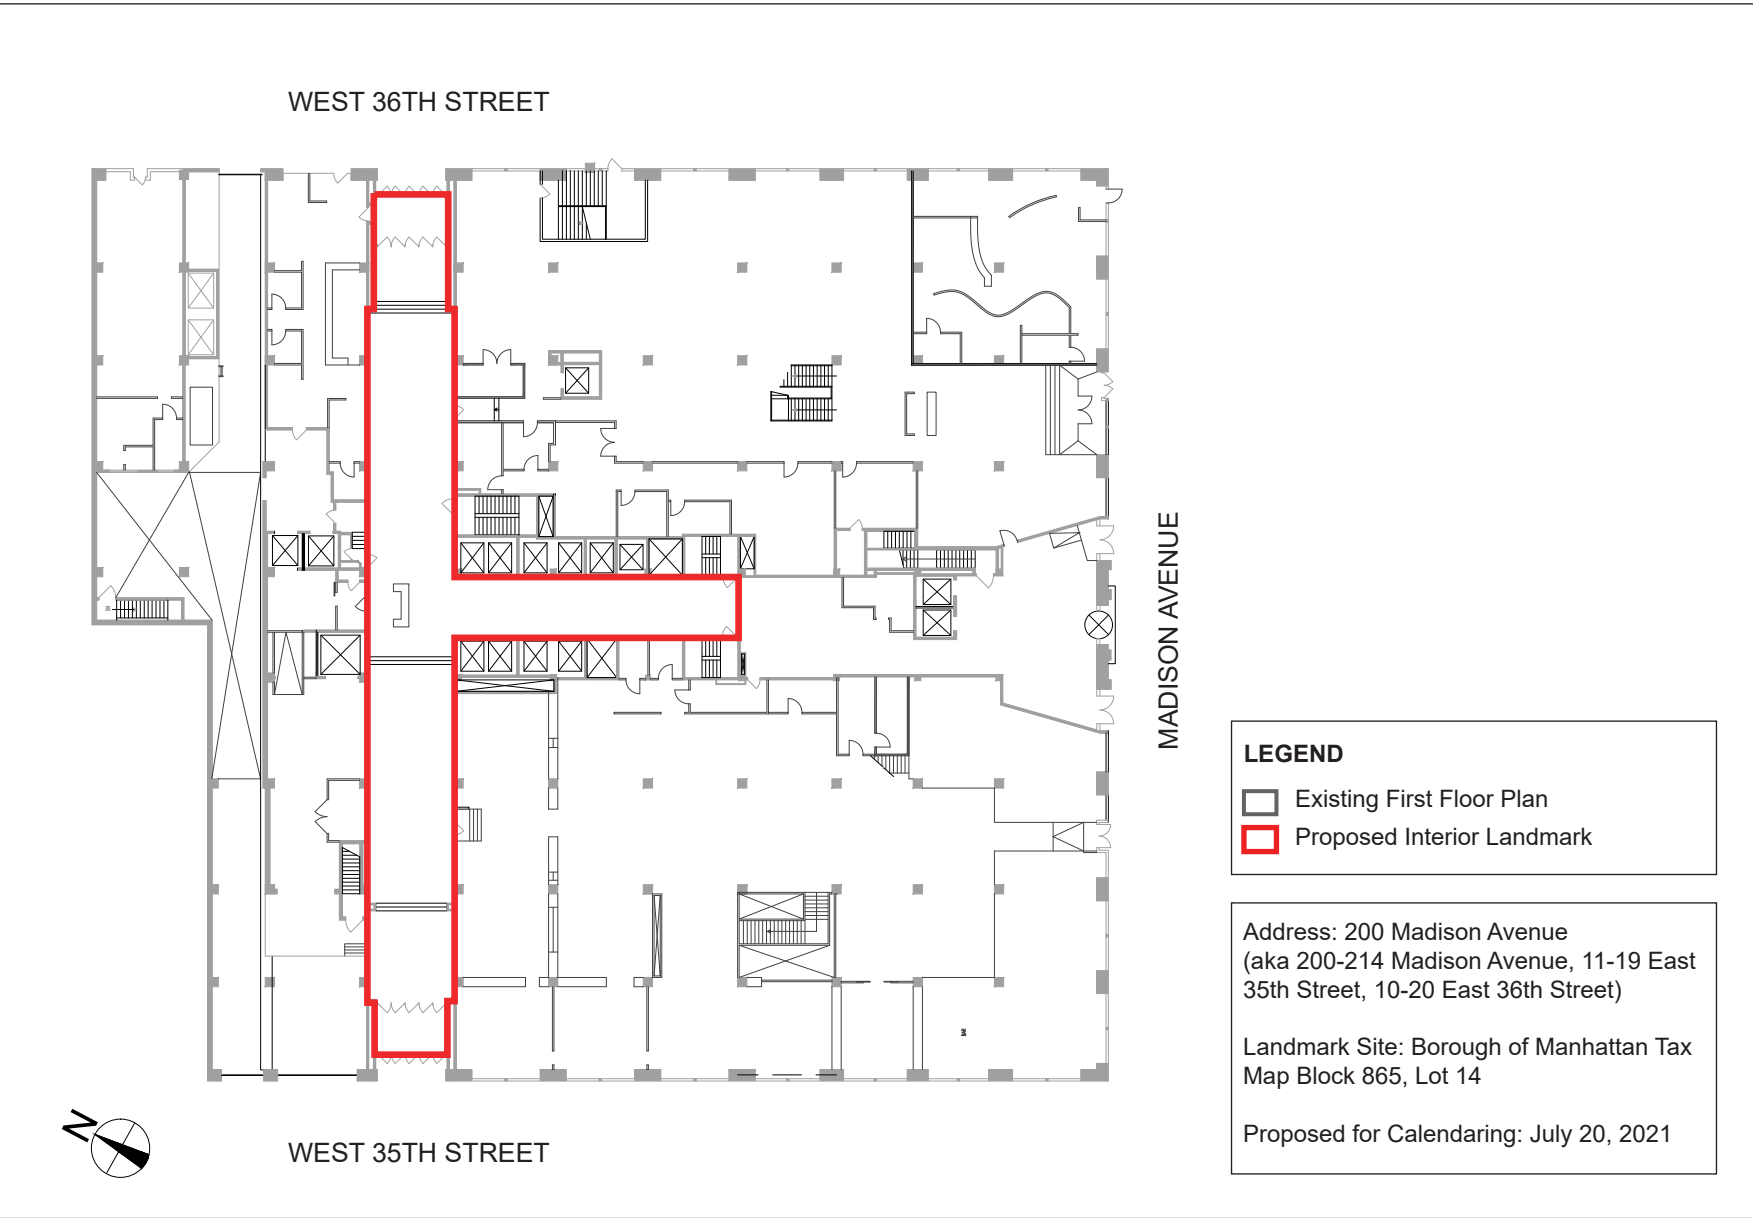 WEST 36TH STREET
MADISON AVENUE
LEGEND
Existing First Floor Plan
Proposed Interior Landmark
Address: 200 Madison Avenue
(aka 200-214 Madison Avenue, 11-19 East
35th Street, 10-20 East 36th Street)
Landmark Site: Borough of Manhattan Tax
Map Block 865, Lot 14
Proposed for Calendaring: July 20, 2021
N
WEST 35TH STREET